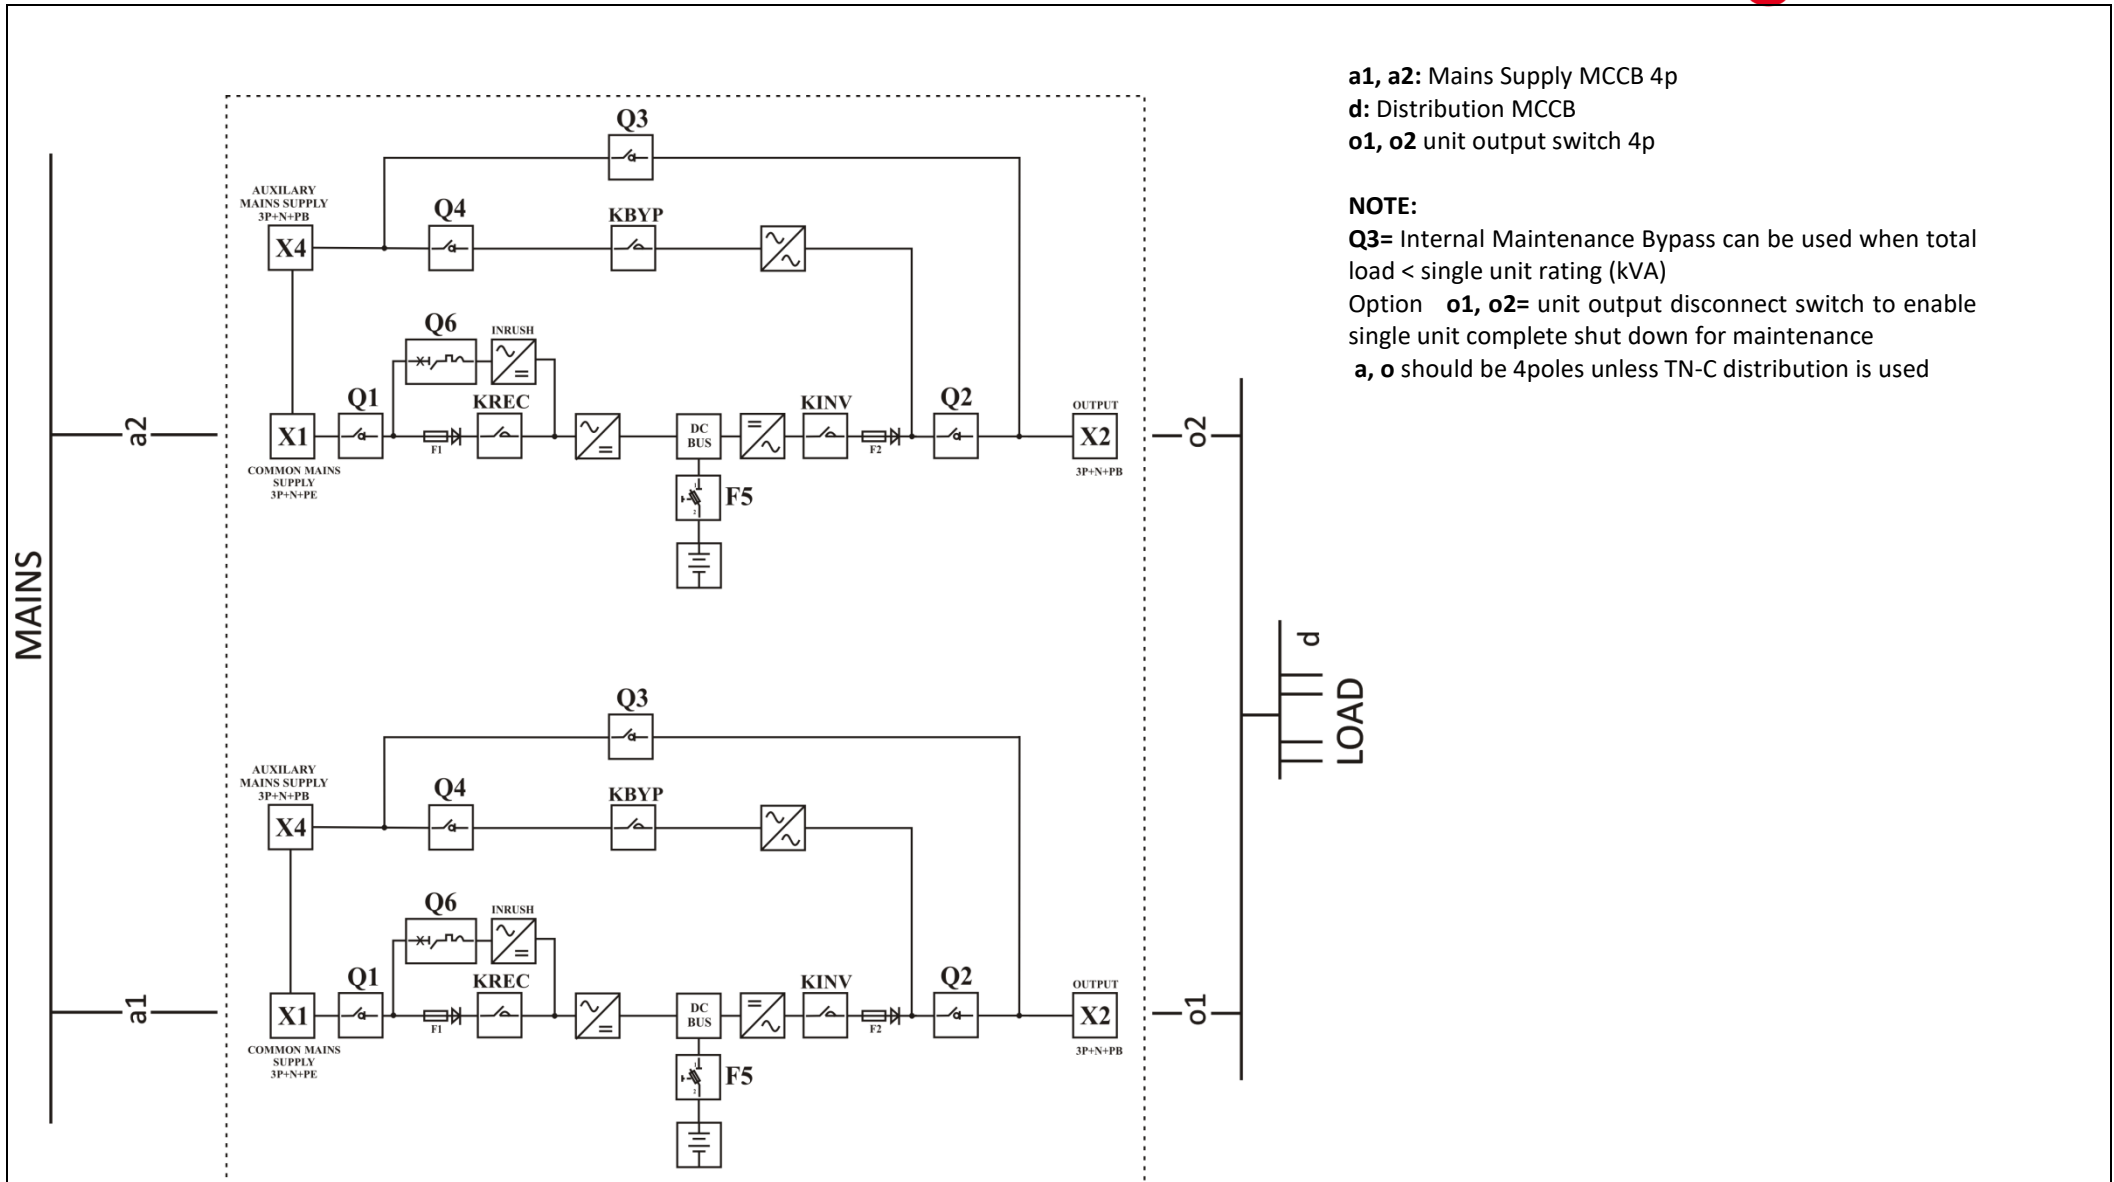 a1, a2: Mains Supply MCCB 4p
d: Distribution MCCB
o1, o2 unit output switch 4p
NOTE:
Q3= Internal Maintenance Bypass can be used when total
load < single unit rating (kVA)
Option o1, o2= unit output disconnect switch to enable
single unit complete shut down for maintenance
a, o should be 4poles unless TN-C distribution is used
MAINS
a2
a1
Q3
AUXILARY
MAINS SUPPLY
3P+N+PB
X4
Q4
KBYP
Q6
INRUSH
Q1
KREC
KINV
Q2
OUTPUT
X1
F1
DC
BUS
F2
X2
COMMON MAINS
SUPPLY
3P+N+PE
3P+N+PB
1
2
F5
Q3
AUXILARY
MAINS SUPPLY
3P+N+PB
X4
Q4
KBYP
Q6
INRUSH
Q1
KREC
KINV
Q2
OUTPUT
X1
F1
DC
BUS
F2
X2
COMMON MAINS
SUPPLY
3P+N+PE
3P+N+PB
1
2
F5
o2
o1
d
LOAD